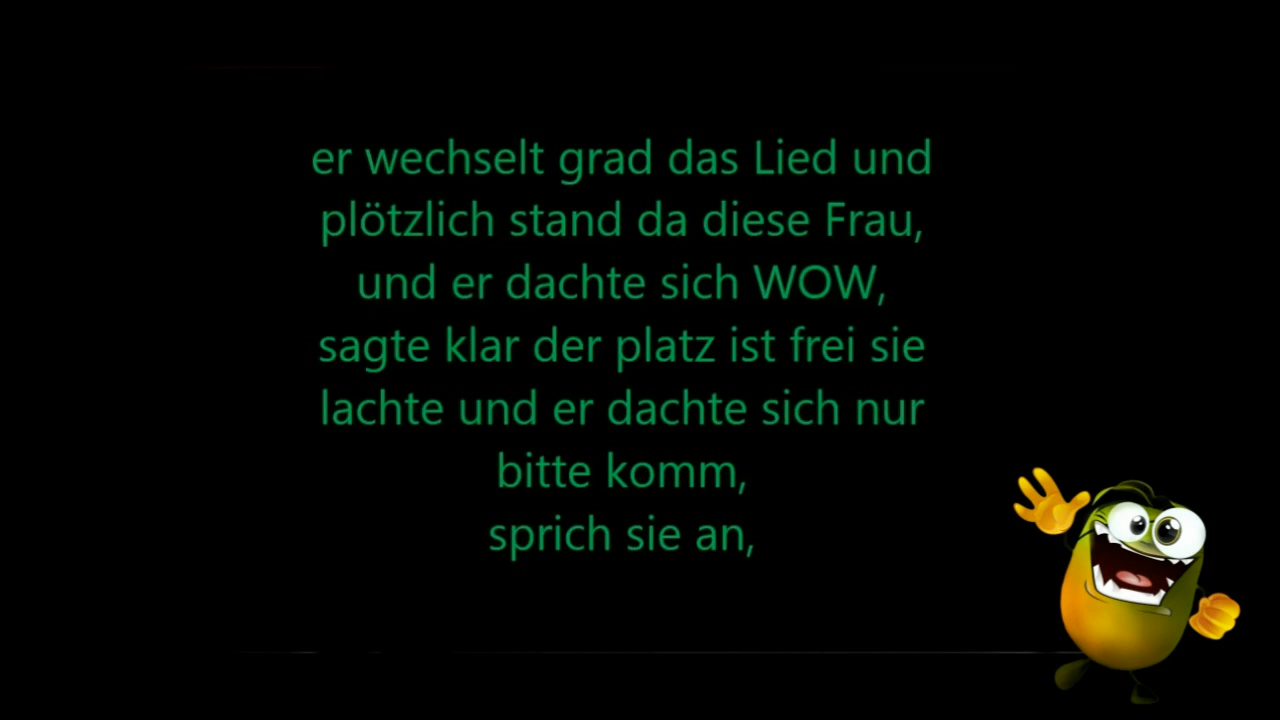 er wechselt grad das Lied und
plötzlich stand da diese Frau,
und er dachte sich WOW,
sagte klar der platz ist frei sie
lachte und er dachte sich nur
bitte komm,
sprich sie an,